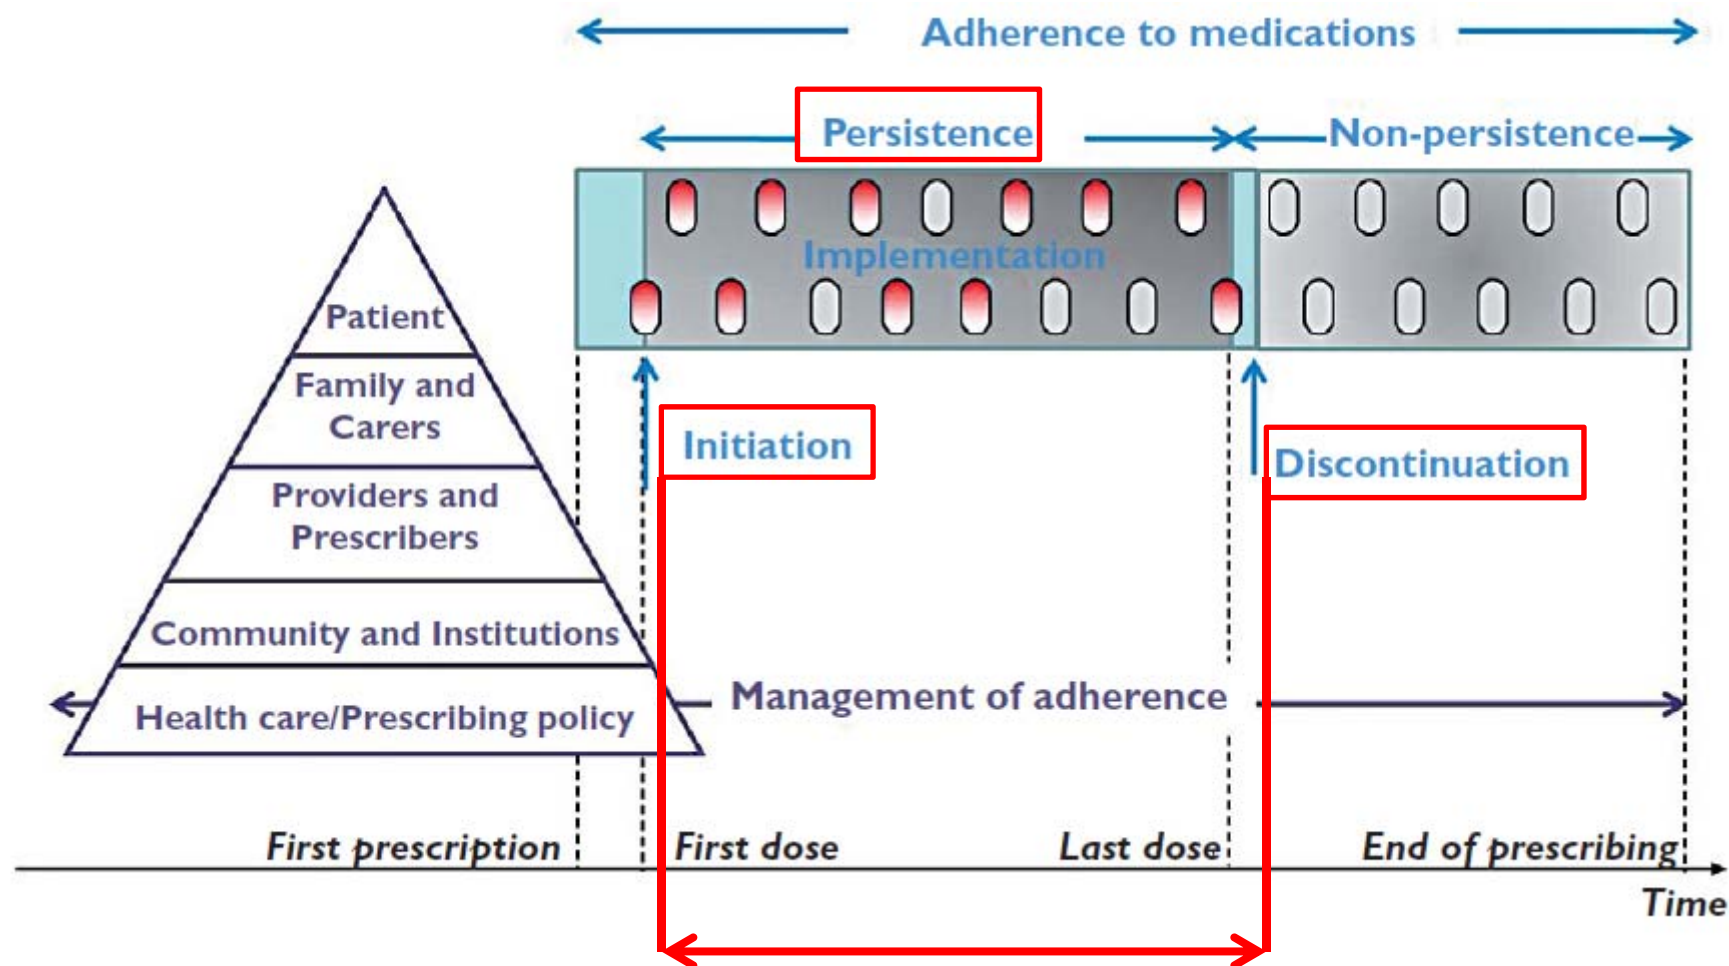 Adherence to medications
Persistence
Non-persistence
Implementation
Patient
Family and
Carers
Initiation
Discontinuation
Providers and
Prescribers
Community and Institutions
Management of adherence
Health care/Prescribing policy
First prescription
First dose
Last dose
End of prescribing
Time